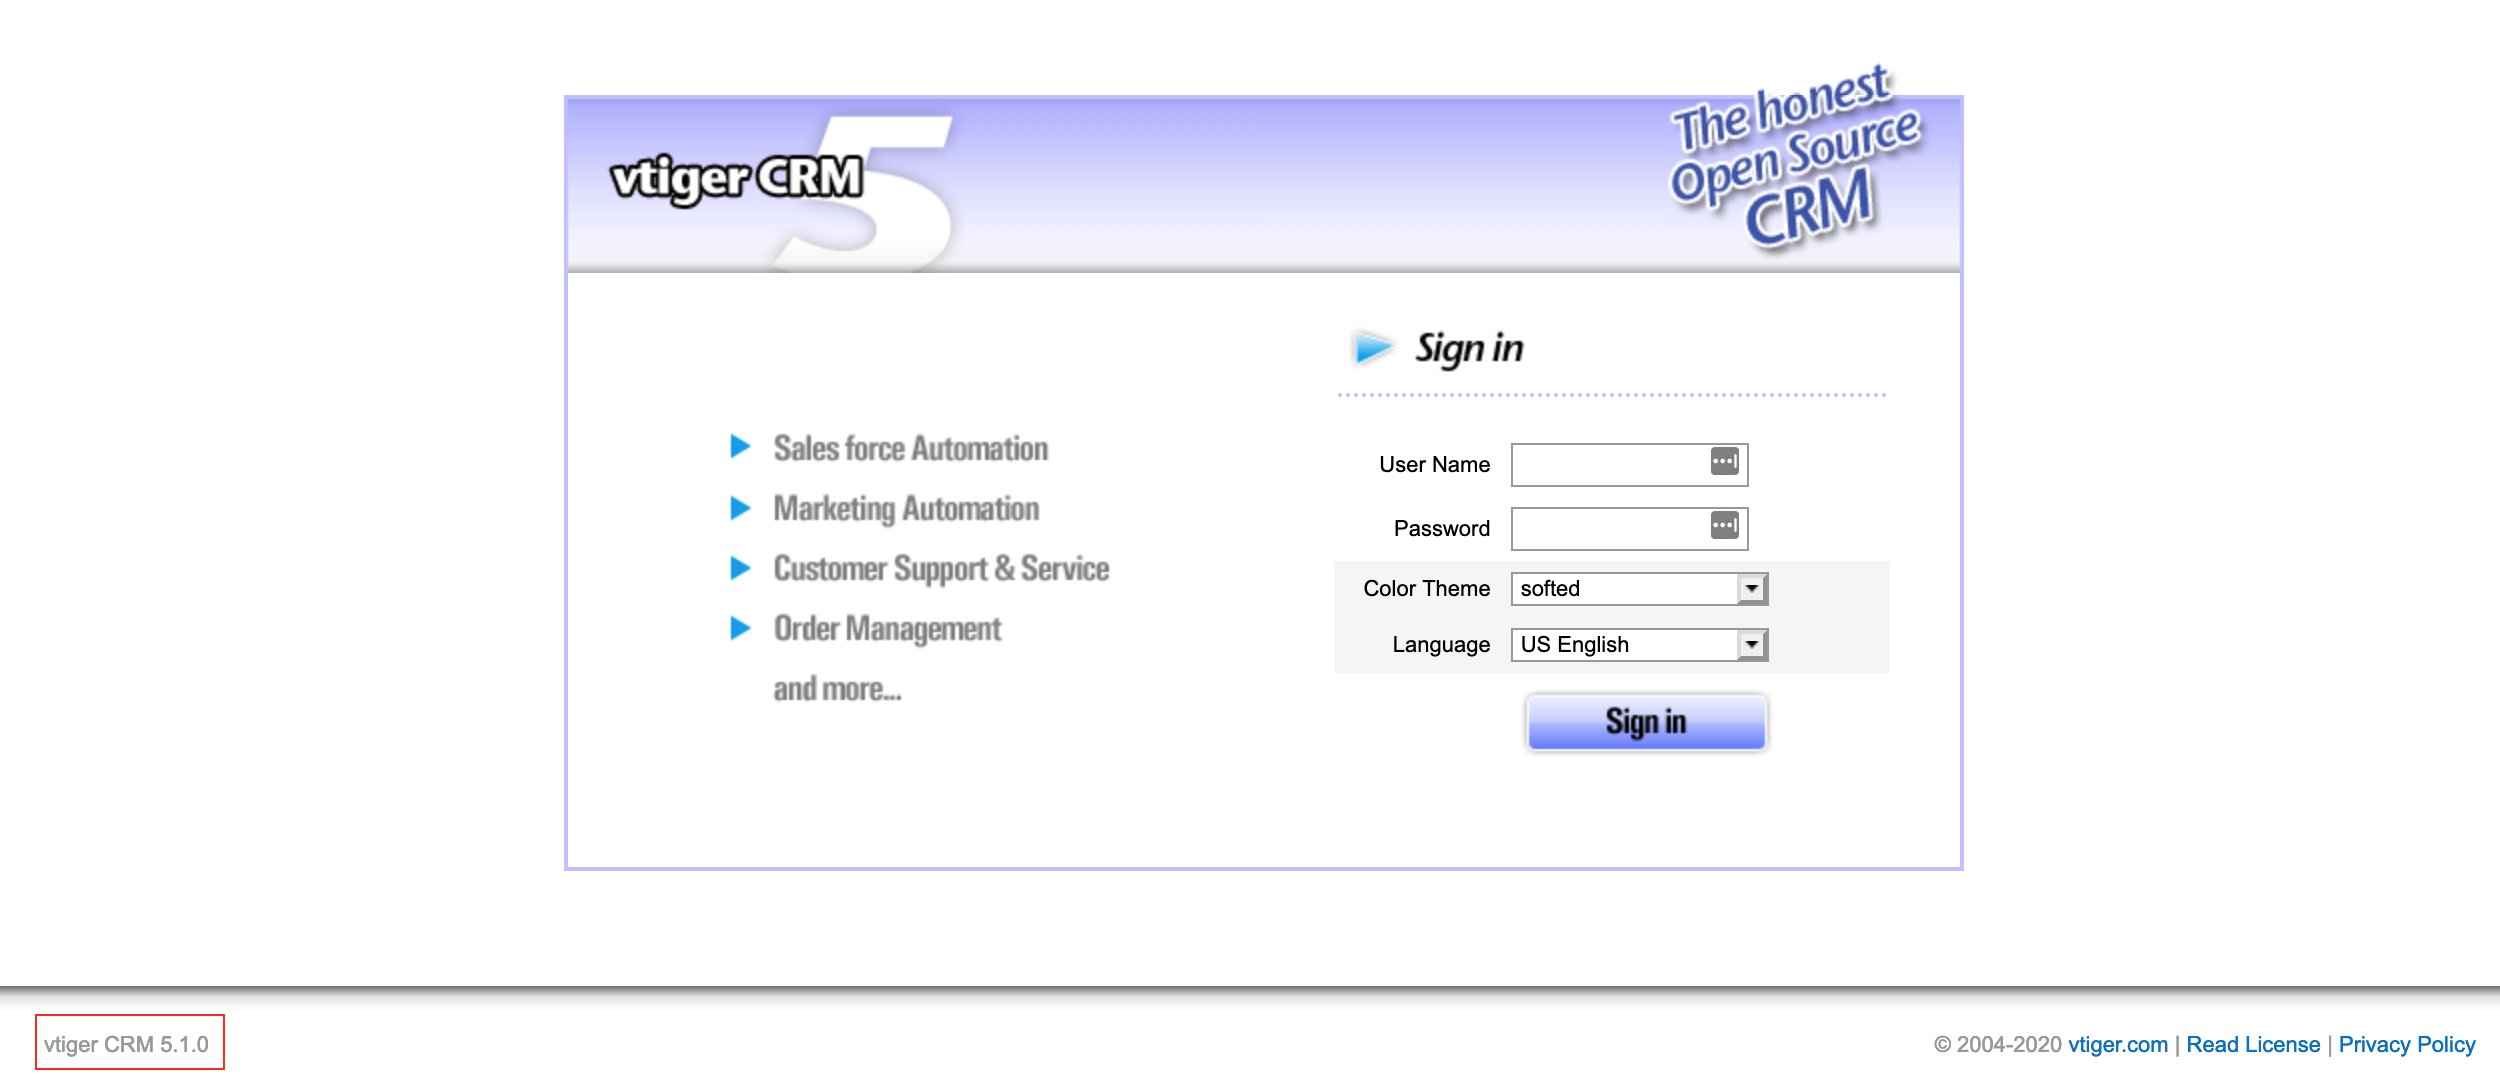 vtiger CRM 5
The honest
Open Source
CRM
Sign in
Sales force Automation
Marketing Automation
Customer Support & Service
Order Management
and more...
User Name
Password
Color Theme softed
Language US English
Sign in
vtiger CRM 5.1.0
© 2004-2020 vtiger.com | Read License | Privacy Policy